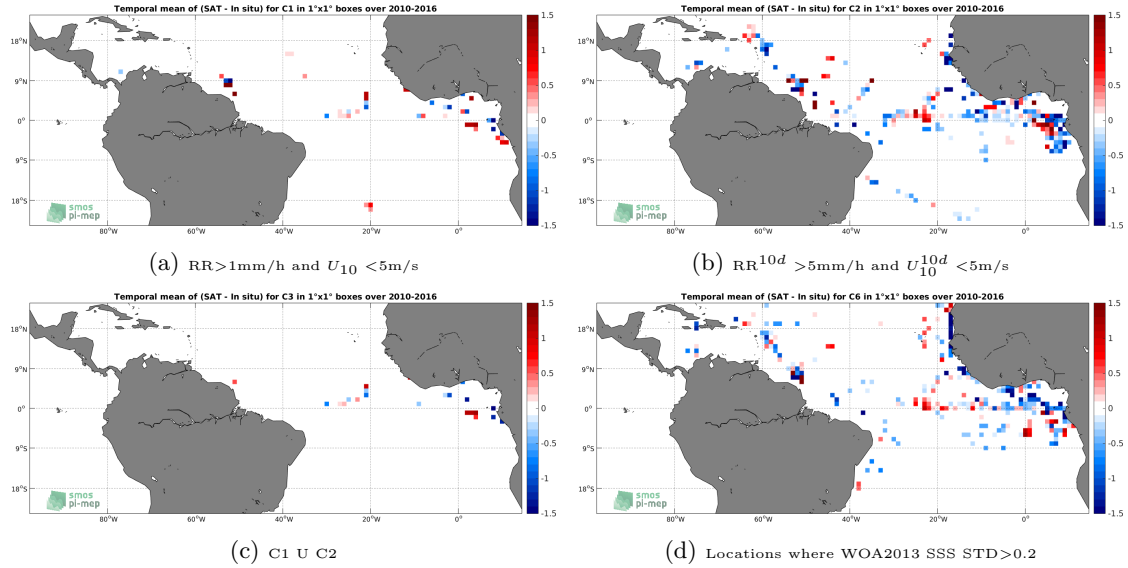 Temporal mean of (SAT - In situ) for C1 in 1°x1° boxes over 2010-2016
18°N
9°N
0°
9°S
18°S
80°W
60°W
40°W
20°W
0°
1.5
1
0.5
0
-0.5
-1
-1.5
smos
pi-mep
(a) RR>1mm/h and U10 <5m/s
Temporal mean of (SAT - In situ) for C2 in 1°x1° boxes over 2010-2016
18°N
9°N
0°
9°S
18°S
80°W
60°W
40°W
20°W
0°
1.5
1
0.5
0
-0.5
-1
-1.5
smos
pi-mep
(b) RR^10d >5mm/h and U10^10d <5m/s
Temporal mean of (SAT - In situ) for C3 in 1°x1° boxes over 2010-2016
18°N
9°N
0°
9°S
18°S
80°W
60°W
40°W
20°W
0°
1.5
1
0.5
0
-0.5
-1
-1.5
smos
pi-mep
(c) C1 U C2
Temporal mean of (SAT - In situ) for C6 in 1°x1° boxes over 2010-2016
18°N
9°N
0°
9°S
18°S
80°W
60°W
40°W
20°W
0°
1.5
1
0.5
0
-0.5
-1
-1.5
smos
pi-mep
(d) Locations where WOA2013 SSS STD>0.2